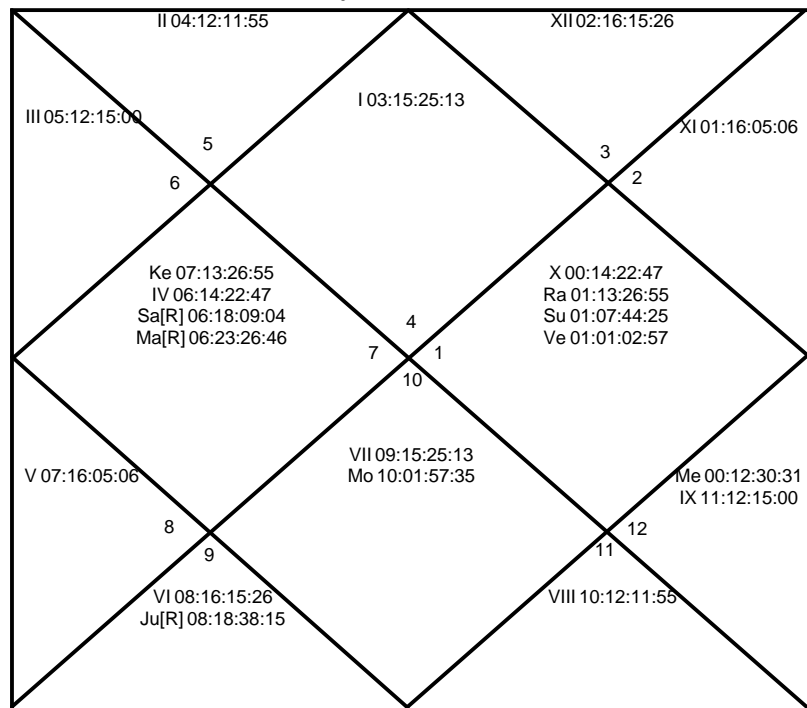 II 04:12:11:55
XII 02:16:15:26
I 03:15:25:13
III 05:12:15:00
XI 01:16:05:06
5
3
6
2
Ke 07:13:26:55
IV 06:14:22:47
Sa[R] 06:18:09:04
Ma[R] 06:23:26:46
X 00:14:22:47
Ra 01:13:26:55
Su 01:07:44:25
Ve 01:01:02:57
4
7
1
10
VII 09:15:25:13
Mo 10:01:57:35
V 07:16:05:06
Me 00:12:30:31
IX 11:12:15:00
8
12
9
11
VI 08:16:15:26
Ju[R] 08:18:38:15
VIII 10:12:11:55